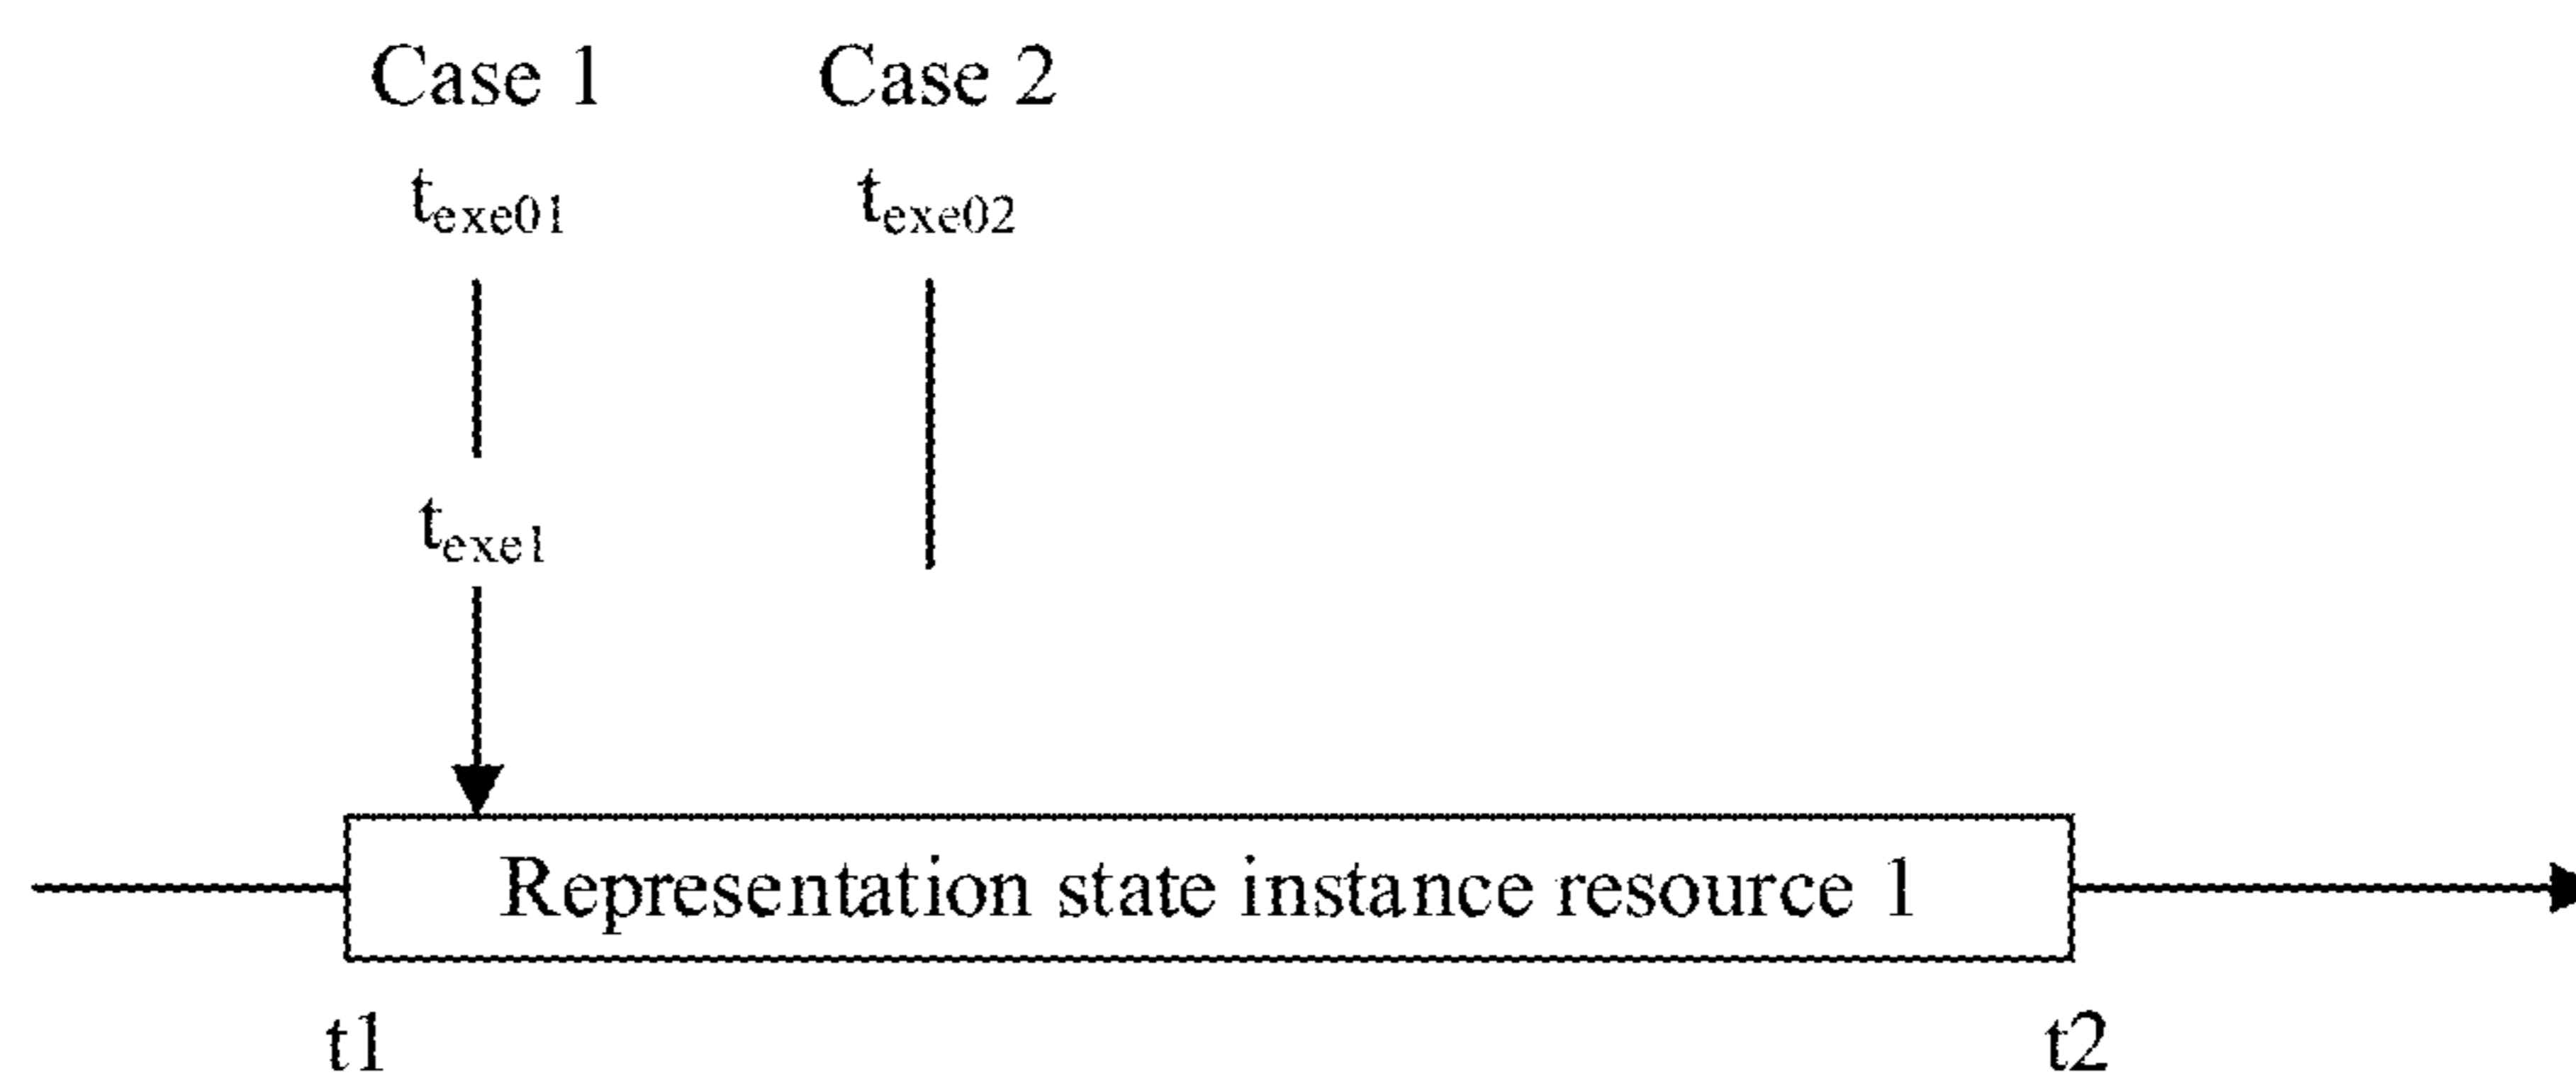 Case 1 Case 2
texe01 texe02
texe1
Representation state instance resource 1
t1 t2